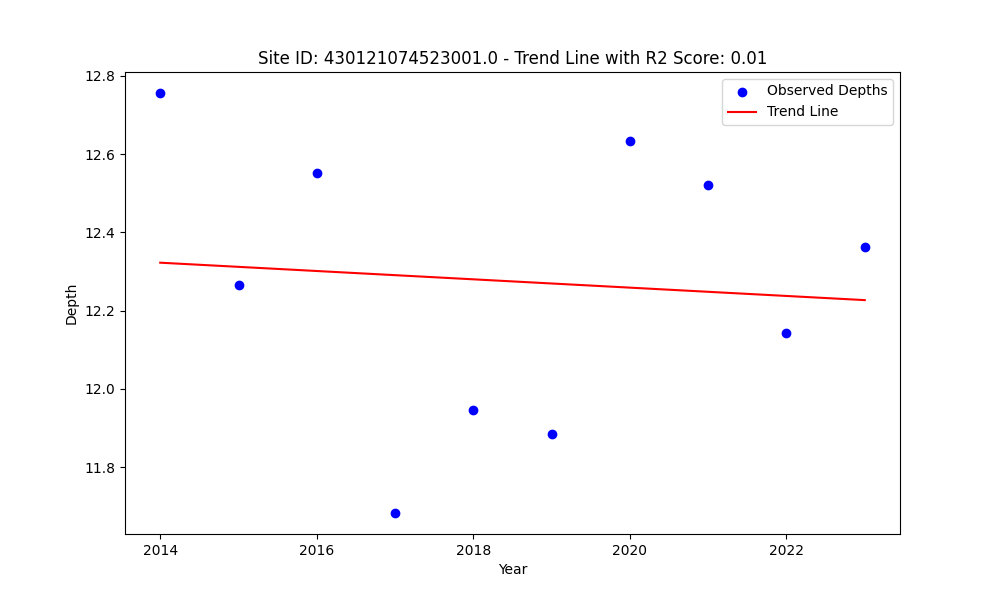 Site ID: 430121074523001.0 - Trend Line with R2 Score: 0.01
Observed Depths
Trend Line
12.8
12.6
12.4
12.2
12.0
11.8
Depth
2014
2016
2018
2020
2022
Year